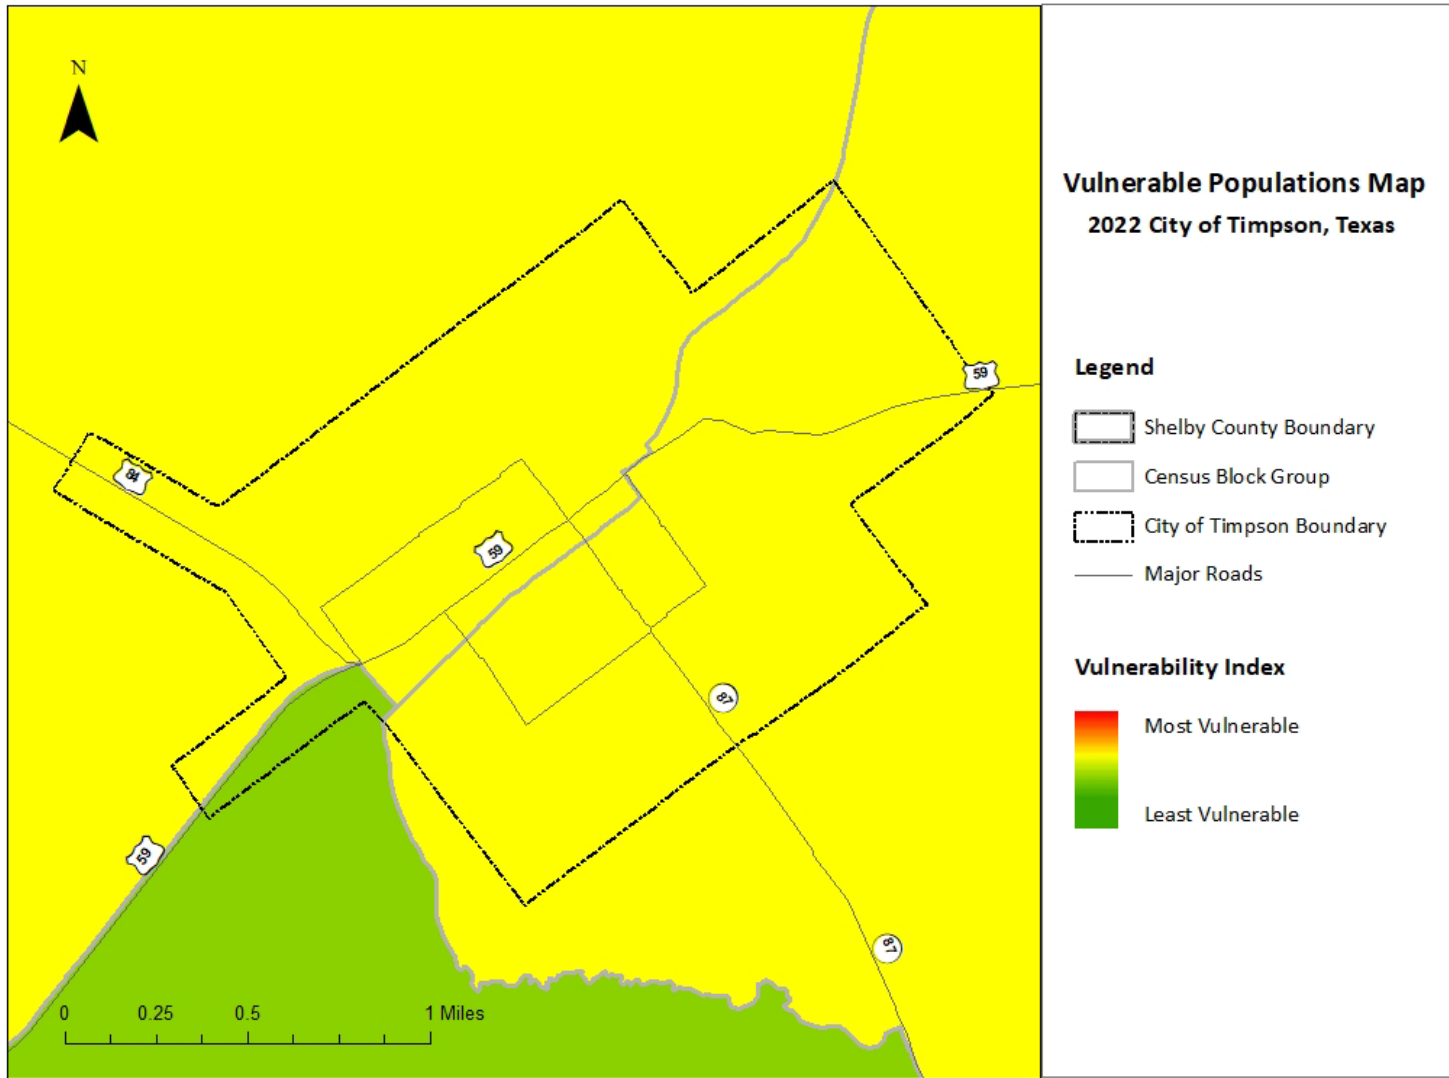 N
Vulnerable Populations Map
2022 City of Timpson, Texas
59
Legend
Shelby County Boundary
84
Census Block Group
City of Timpson Boundary
59
Major Roads
Vulnerability Index
87
Most Vulnerable
Least Vulnerable
59
87
0 0.25 0.5 1 Miles